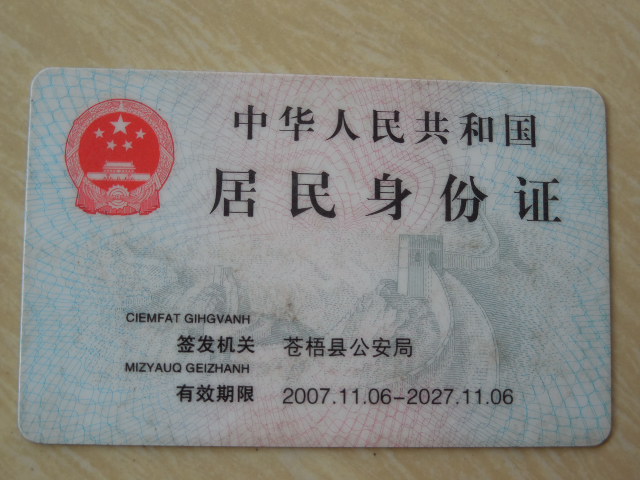 中华人民共和国
居民身份证
CIEMFAT GIHGVANH
签发机关 苍梧县公安局
MIZYAUQ GEIZHANH
有效期限 2007.11.06-2027.11.06